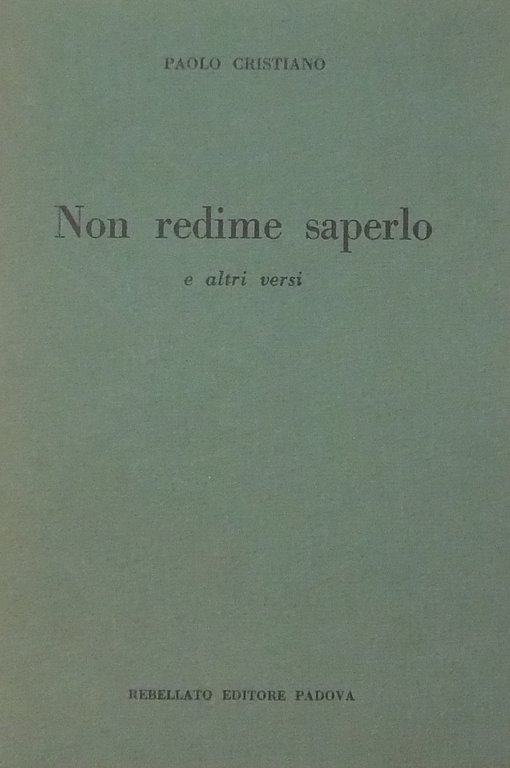 PAOLO CRISTIANO
Non redime saperlo
e altri versi
REBELLATO EDITORE PADOVA